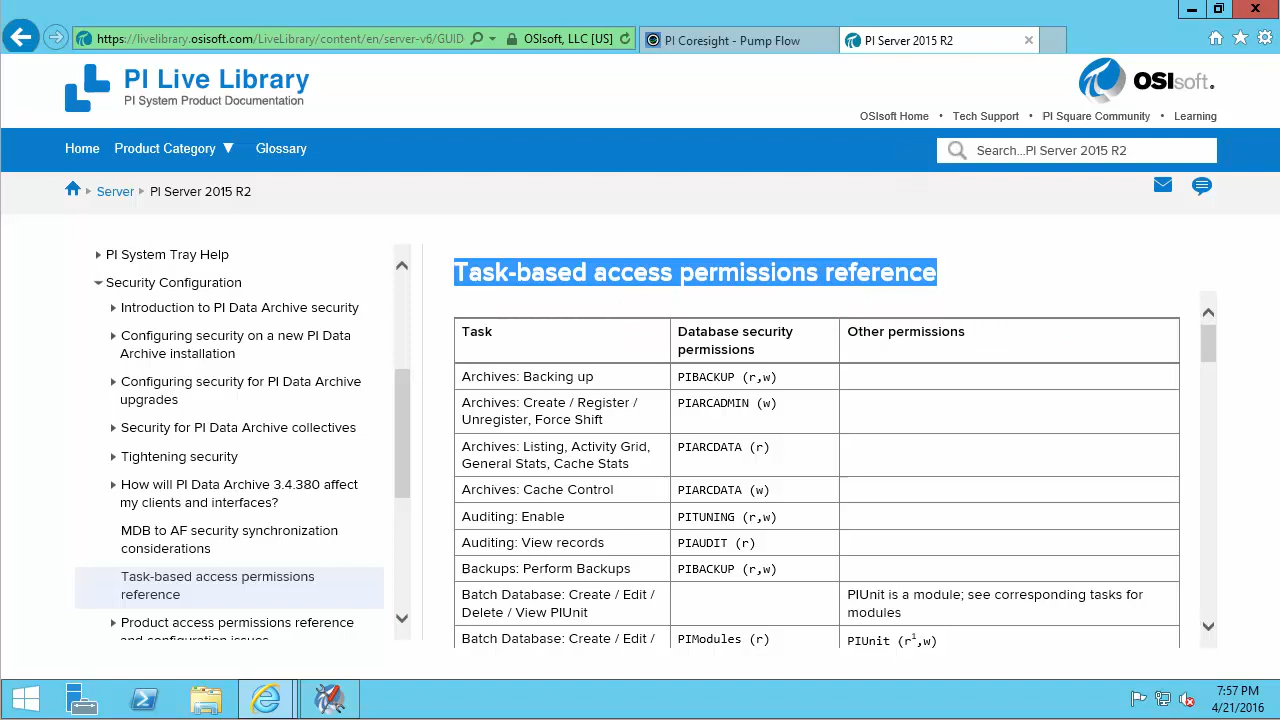 https://livelibrary.osisoft.com/LiveLibrary/content/en/server-v6/GUID
OSIsoft, LLC [US]
PI Coresight - Pump Flow
PI Server 2015 R2
PI Live Library
PI System Product Documentation
OSIsoft.
OSIsoft Home • Tech Support • PI Square Community • Learning
Home Product Category ▼ Glossary
Search...PI Server 2015 R2
Server PI Server 2015 R2
PI System Tray Help
Security Configuration
Introduction to PI Data Archive security
Configuring security on a new PI Data
Archive installation
Configuring security for PI Data Archive
upgrades
Security for PI Data Archive collectives
Tightening security
How will PI Data Archive 3.4.380 affect
my clients and interfaces?
MDB to AF security synchronization
considerations
Task-based access permissions
reference
Product access permissions reference
and configuration issues
Task-based access permissions reference
Task Database security Other permissions
permissions
Archives: Backing up PIBACKUP (r,w)
Archives: Create / Register / PIARCADMIN (w)
Unregister, Force Shift
Archives: Listing, Activity Grid, PIARCDATA (r)
General Stats, Cache Stats
Archives: Cache Control PIARCDATA (w)
Auditing: Enable PITUNING (r,w)
Auditing: View records PIAUDIT (r)
Backups: Perform Backups PIBACKUP (r,w)
Batch Database: Create / Edit / PIUnit is a module; see corresponding tasks for
Delete / View PIUnit modules
Batch Database: Create / Edit / PIModules (r) PIUnit (r¹,w)
7:57 PM
4/21/2016